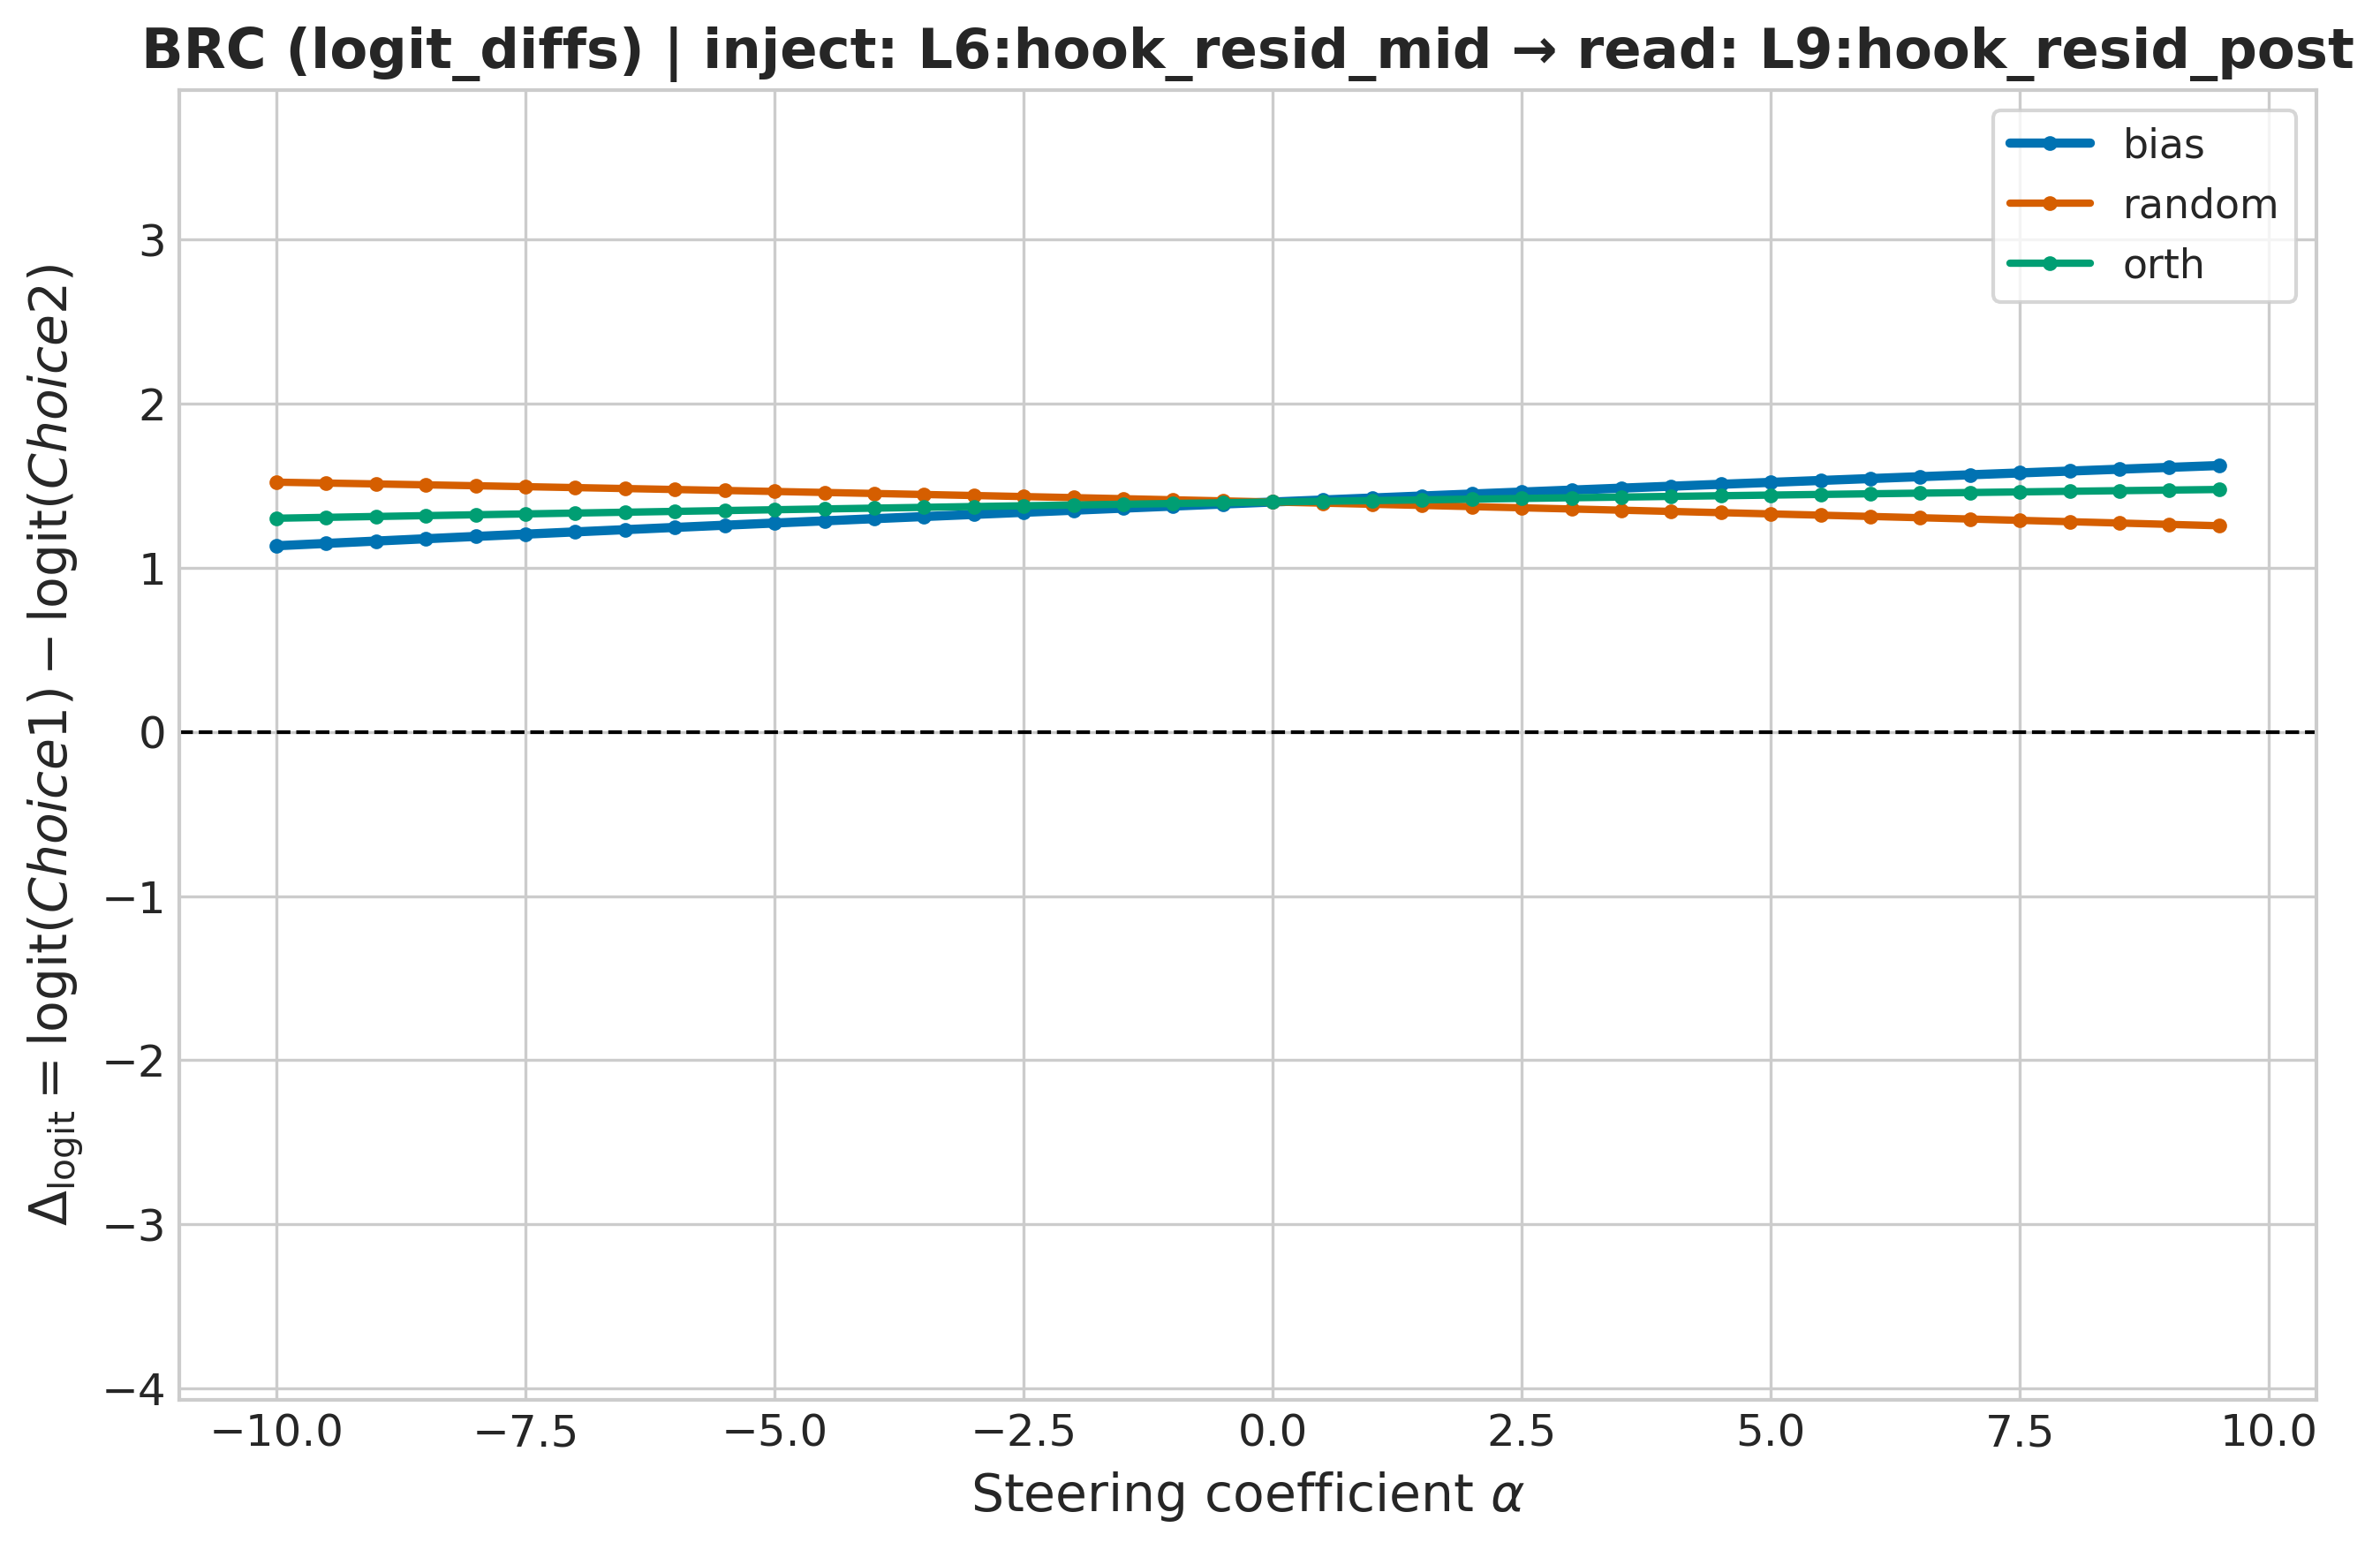 BRC (logit_diffs) | inject: L6:hook_resid_mid → read: L9:hook_resid_post
bias
random
orth
Δlogit = logit(Choice1) − logit(Choice2)
3
2
1
0
−1
−2
−3
−4
−10.0 −7.5 −5.0 −2.5 0.0 2.5 5.0 7.5 10.0
Steering coefficient α